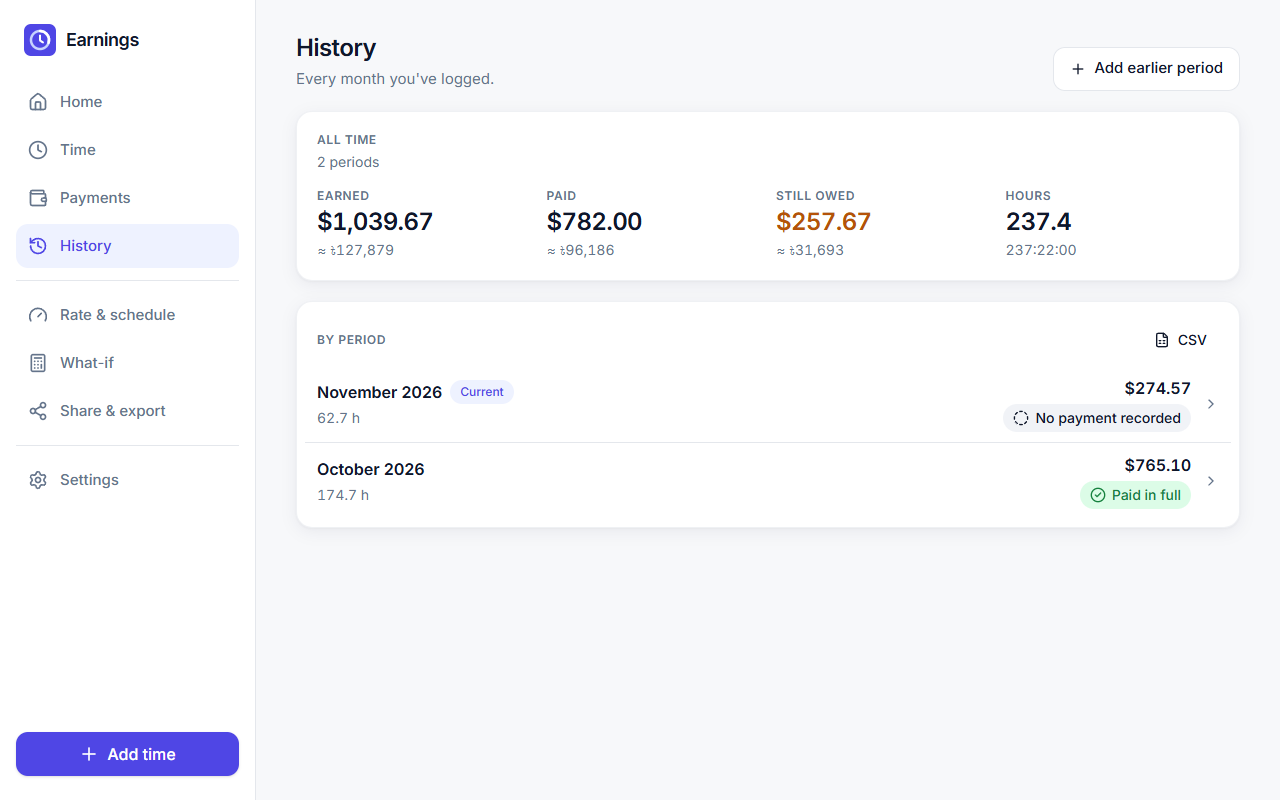 Earnings
Home
Time
Payments
History
Rate & schedule
What-if
Share & export
Settings
Add time
History
Every month you've logged.
Add earlier period
ALL TIME
2 periods
EARNED
$1,039.67
≈ ৳127,879
PAID
$782.00
≈ ৳96,186
STILL OWED
$257.67
≈ ৳31,693
HOURS
237.4
237:22:00
BY PERIOD
CSV
November 2026 Current
62.7 h
$274.57
No payment recorded
October 2026
174.7 h
$765.10
Paid in full